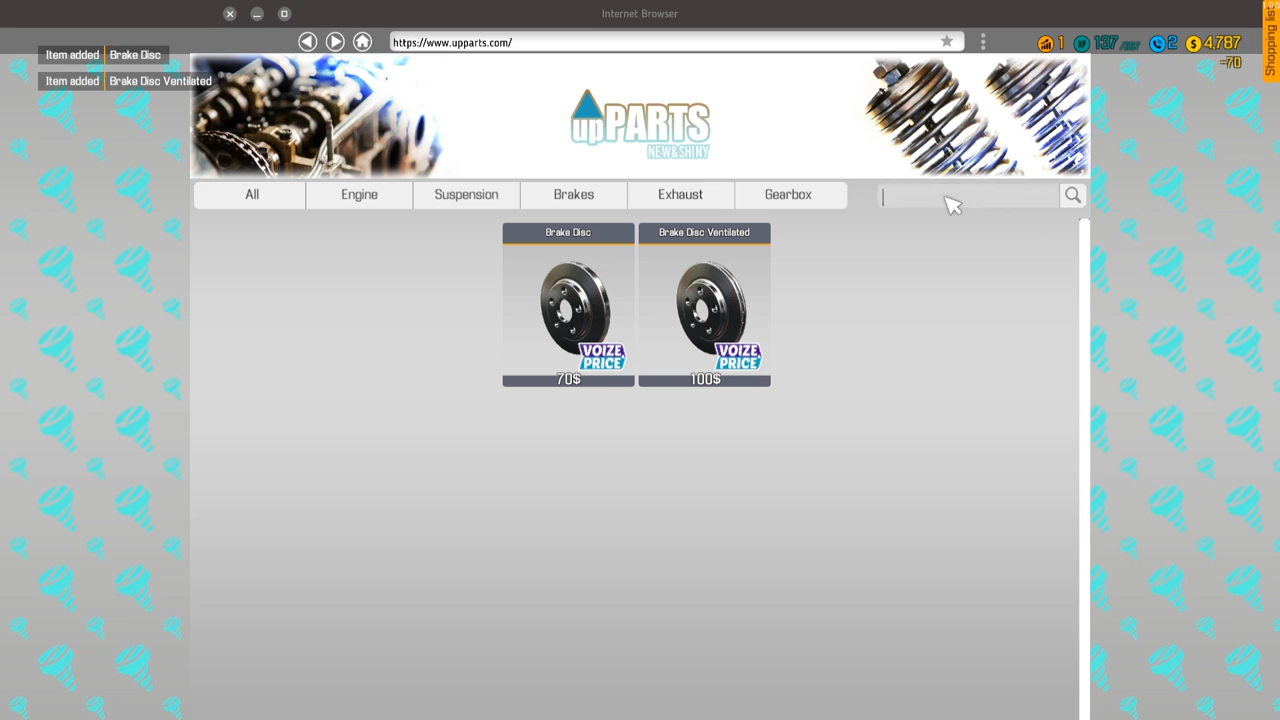 Internet Browser
https://www.upparts.com/
Item added Brake Disc
Item added Brake Disc Ventilated
1
137
2
$ 4,787
-70
Shopping list
upPARTS
NEW&SHINY
All Engine Suspension Brakes Exhaust Gearbox
Brake Disc Brake Disc Ventilated
VOIZE PRICE VOIZE PRICE
70$ 100$